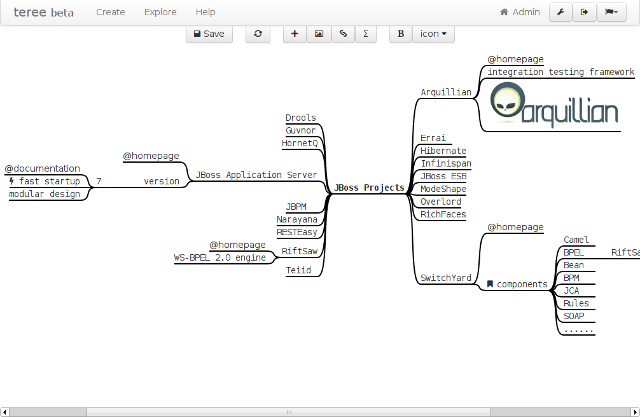 teree beta Create Explore Help Admin
Save Σ B icon
@homepage
integration testing framework
Arquillian
arquillian
Drools
Guvnor
HornetQ
@homepage
JBoss Application Server
@documentation
fast startup
modular design
7
version
JBPM
Narayana
RESTEasy
@homepage
WS-BPEL 2.0 engine
RiftSaw
Teiid
JBoss Projects
Errai
Hibernate
Infinispan
JBoss ESB
ModeShape
Overlord
RichFaces
@homepage
SwitchYard
components
Camel
BPEL
Bean
BPM
JCA
Rules
SOAP
......